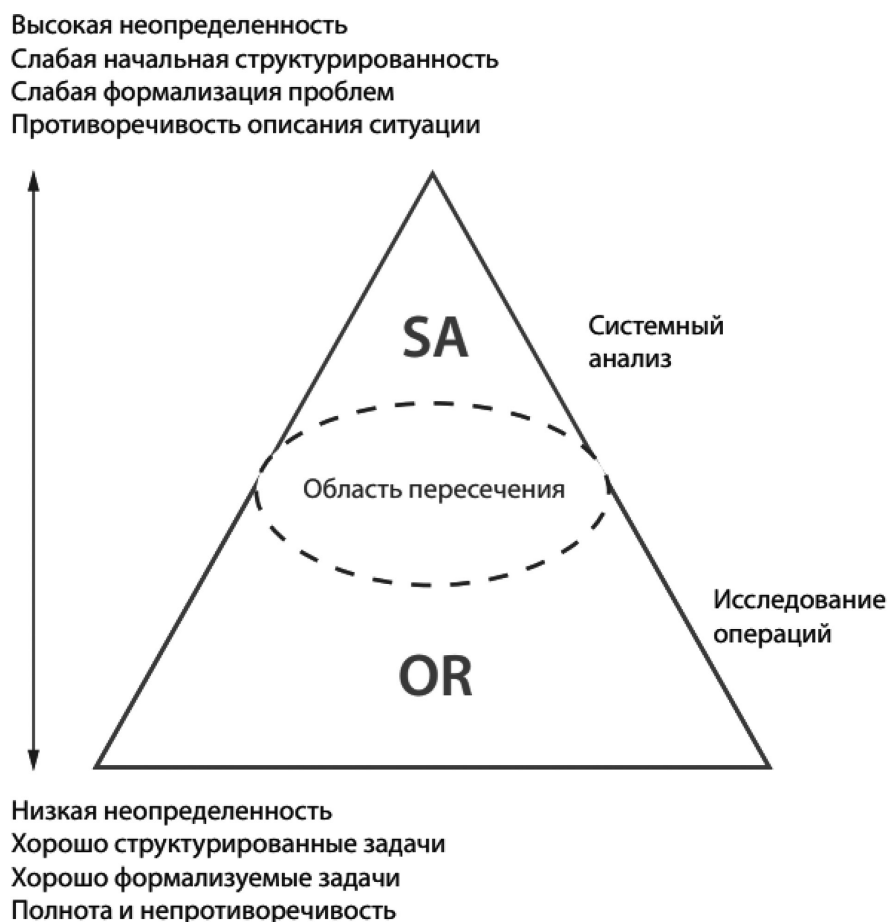 Высокая неопределенность
Слабая начальная структурированность
Слабая формализация проблем
Противоречивость описания ситуации
SA
Системный
анализ
Область пересечения
Исследование
операций
OR
Низкая неопределенность
Хорошо структурированные задачи
Хорошо формализуемые задачи
Полнота и непротиворечивость